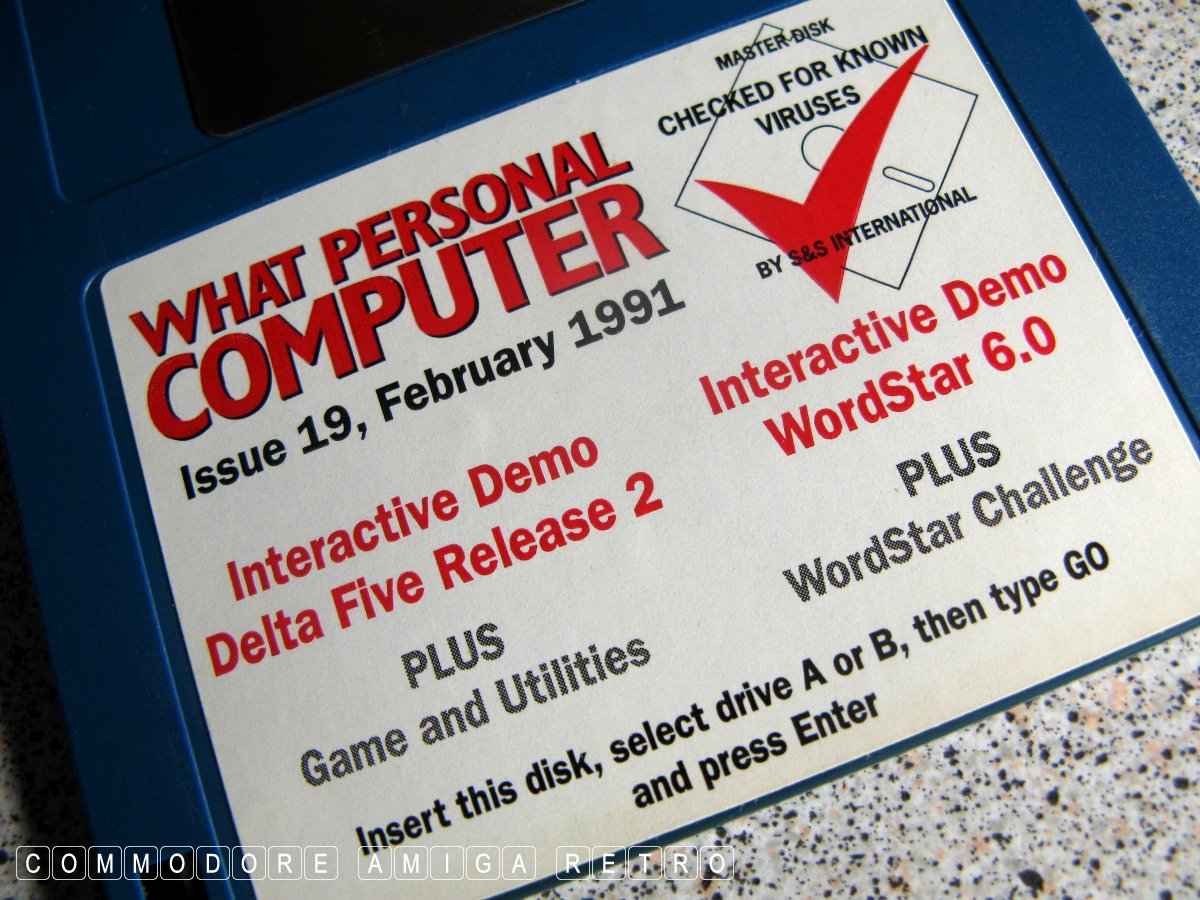 MASTER DISK
CHECKED FOR KNOWN
VIRUSES
BY S&S INTERNATIONAL
WHAT PERSONAL
COMPUTER
Issue 19, February 1991
Interactive Demo
Delta Five Release 2
PLUS
Game and Utilities
Interactive Demo
WordStar 6.0
PLUS
WordStar Challenge
Insert this disk, select drive A or B, then type GO
and press Enter
COMMODORE AMIGA RETRO